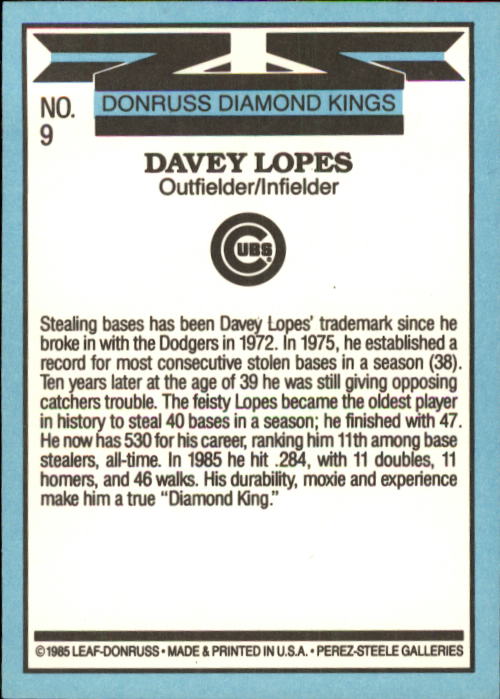 NO.
9
DONRUSS DIAMOND KINGS
DAVEY LOPES
Outfielder/Infielder
CUBS
®
Stealing bases has been Davey Lopes' trademark since he
broke in with the Dodgers in 1972. In 1975, he established a
record for most consecutive stolen bases in a season (38).
Ten years later at the age of 39 he was still giving opposing
catchers trouble. The feisty Lopes became the oldest player
in history to steal 40 bases in a season; he finished with 47.
He now has 530 for his career, ranking him 11th among base
stealers, all-time. In 1985 he hit .284, with 11 doubles, 11
homers, and 46 walks. His durability, moxie and experience
make him a true "Diamond King."
©1985 LEAF-DONRUSS • MADE & PRINTED IN U.S.A. • PEREZ-STEELE GALLERIES